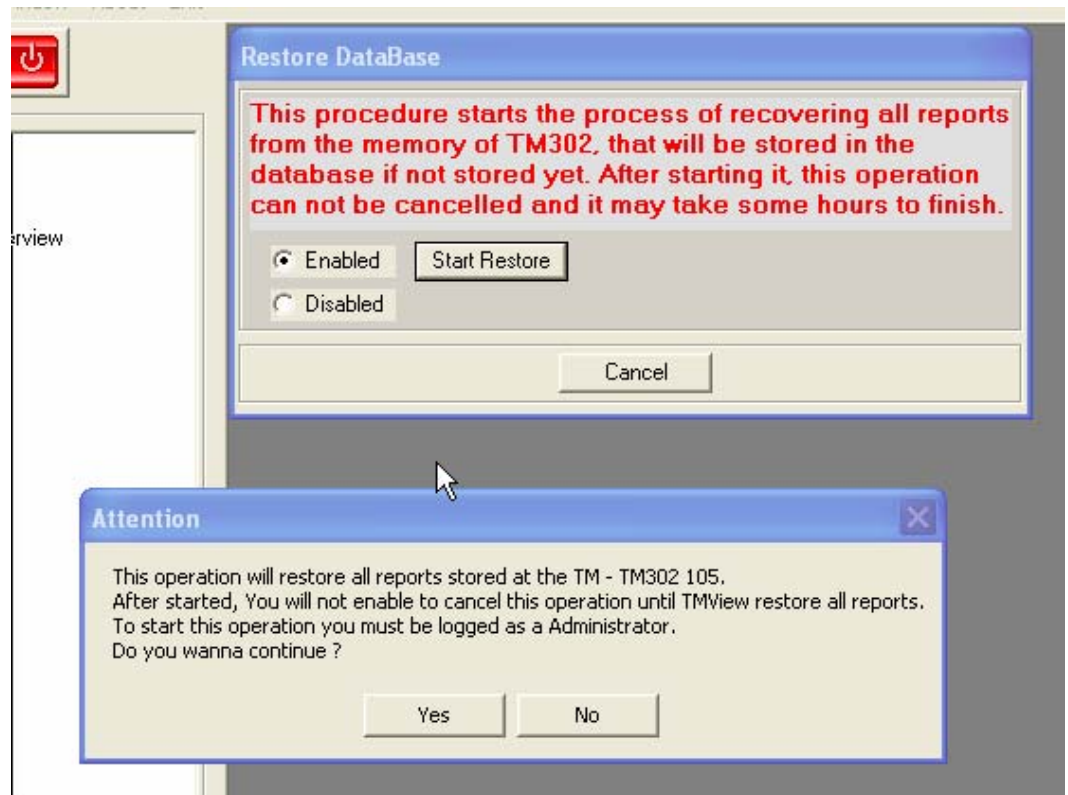 Restore DataBase
This procedure starts the process of recovering all reports
from the memory of TM302, that will be stored in the
database if not stored yet. After starting it, this operation
can not be cancelled and it may take some hours to finish.
erview
Enabled
Start Restore
Disabled
Cancel
Attention
This operation will restore all reports stored at the TM - TM302 105.
After started, You will not enable to cancel this operation until TMView restore all reports.
To start this operation you must be logged as a Administrator.
Do you wanna continue ?
Yes
No